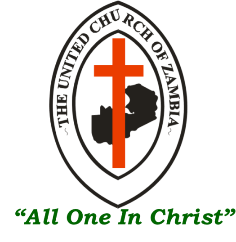 ~THE UNITED CHURCH OF ZAMBIA~
“All One In Christ”